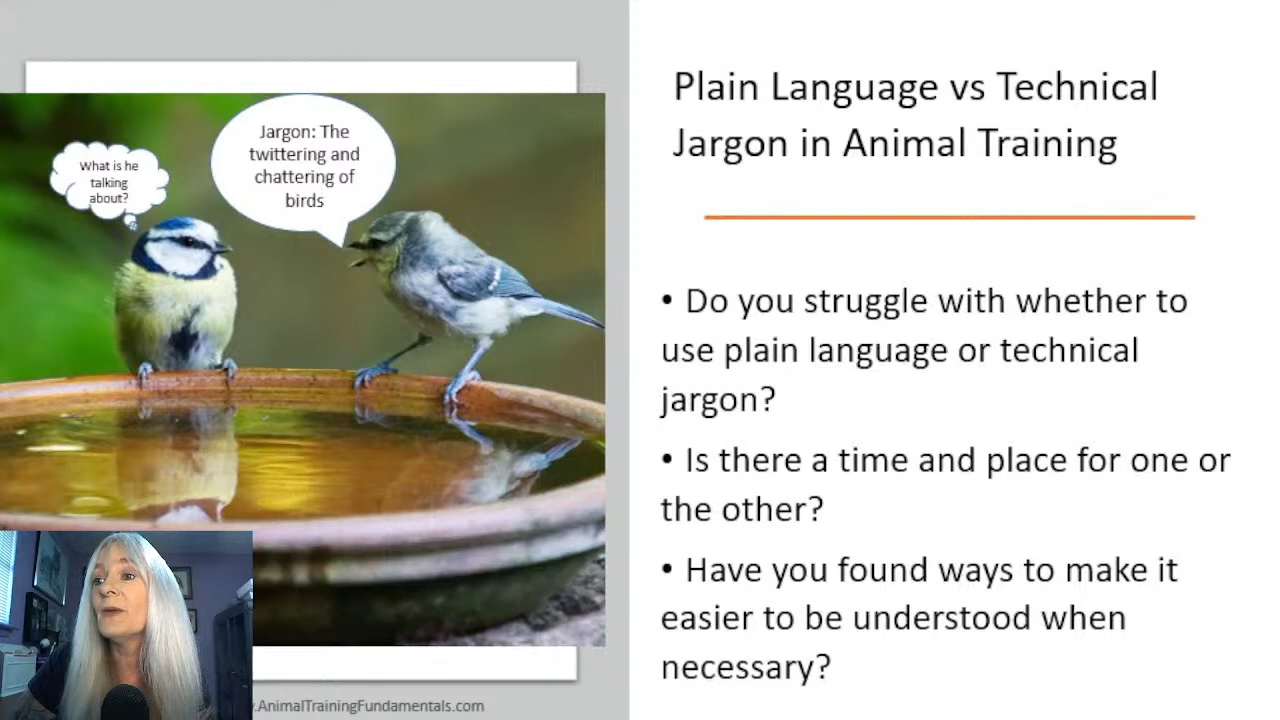 What is he
talking
about?
Jargon: The
twittering and
chattering of
birds
Plain Language vs Technical
Jargon in Animal Training
• Do you struggle with whether to
use plain language or technical
jargon?
• Is there a time and place for one or
the other?
• Have you found ways to make it
easier to be understood when
necessary?
.AnimalTrainingFundamentals.com